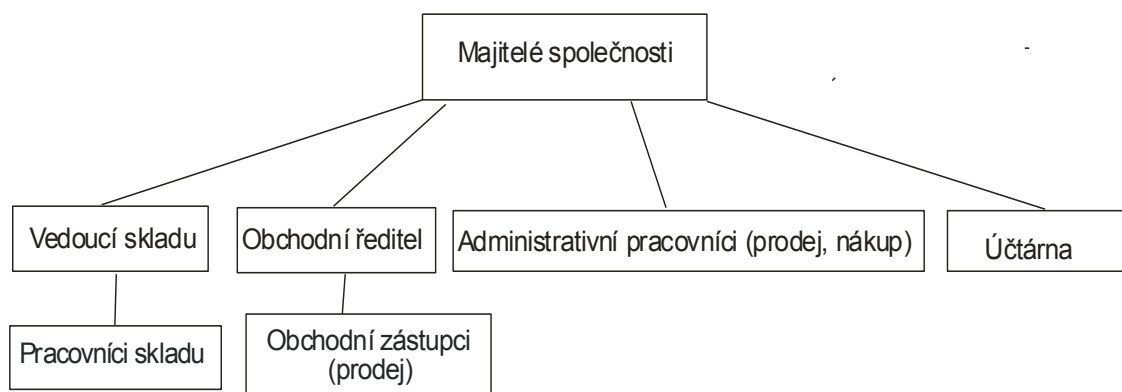 Majitelé společnosti
Vedoucí skladu
Obchodní ředitel
Administrativní pracovníci (prodej, nákup)
Účtárna
Pracovníci skladu
Obchodní zástupci
(prodej)